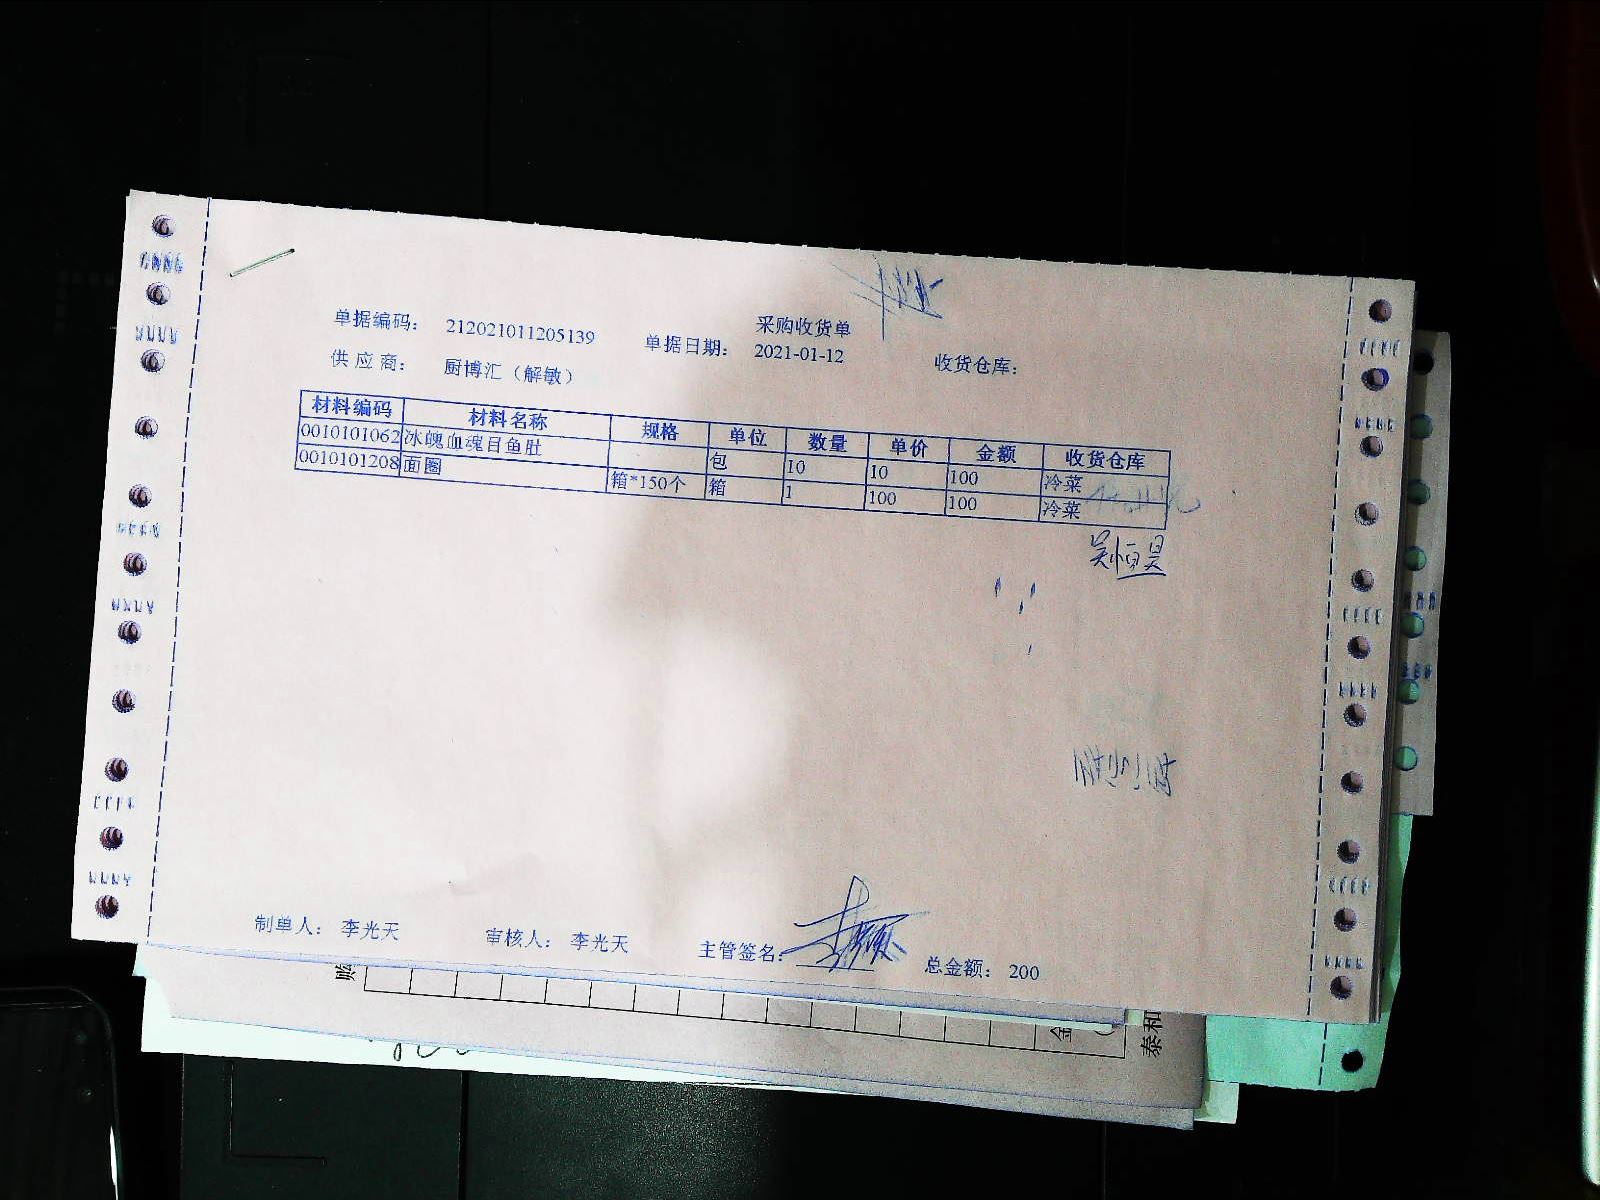 采购收货单
单据编码： 212021011205139 单据日期： 2021-01-12 收货仓库：
供 应 商： 厨博汇（解敏）
材料编码 材料名称 规格 单位 数量 单价 金额 收货仓库
0010101062 冰魄血魂目鱼肚 包 10 10 100 冷菜
0010101208 面圈 箱*150个 箱 1 100 100 冷菜
吴恒昊
制单人： 李光天 审核人： 李光天 主管签名： 总金额： 200
购
金
泰和